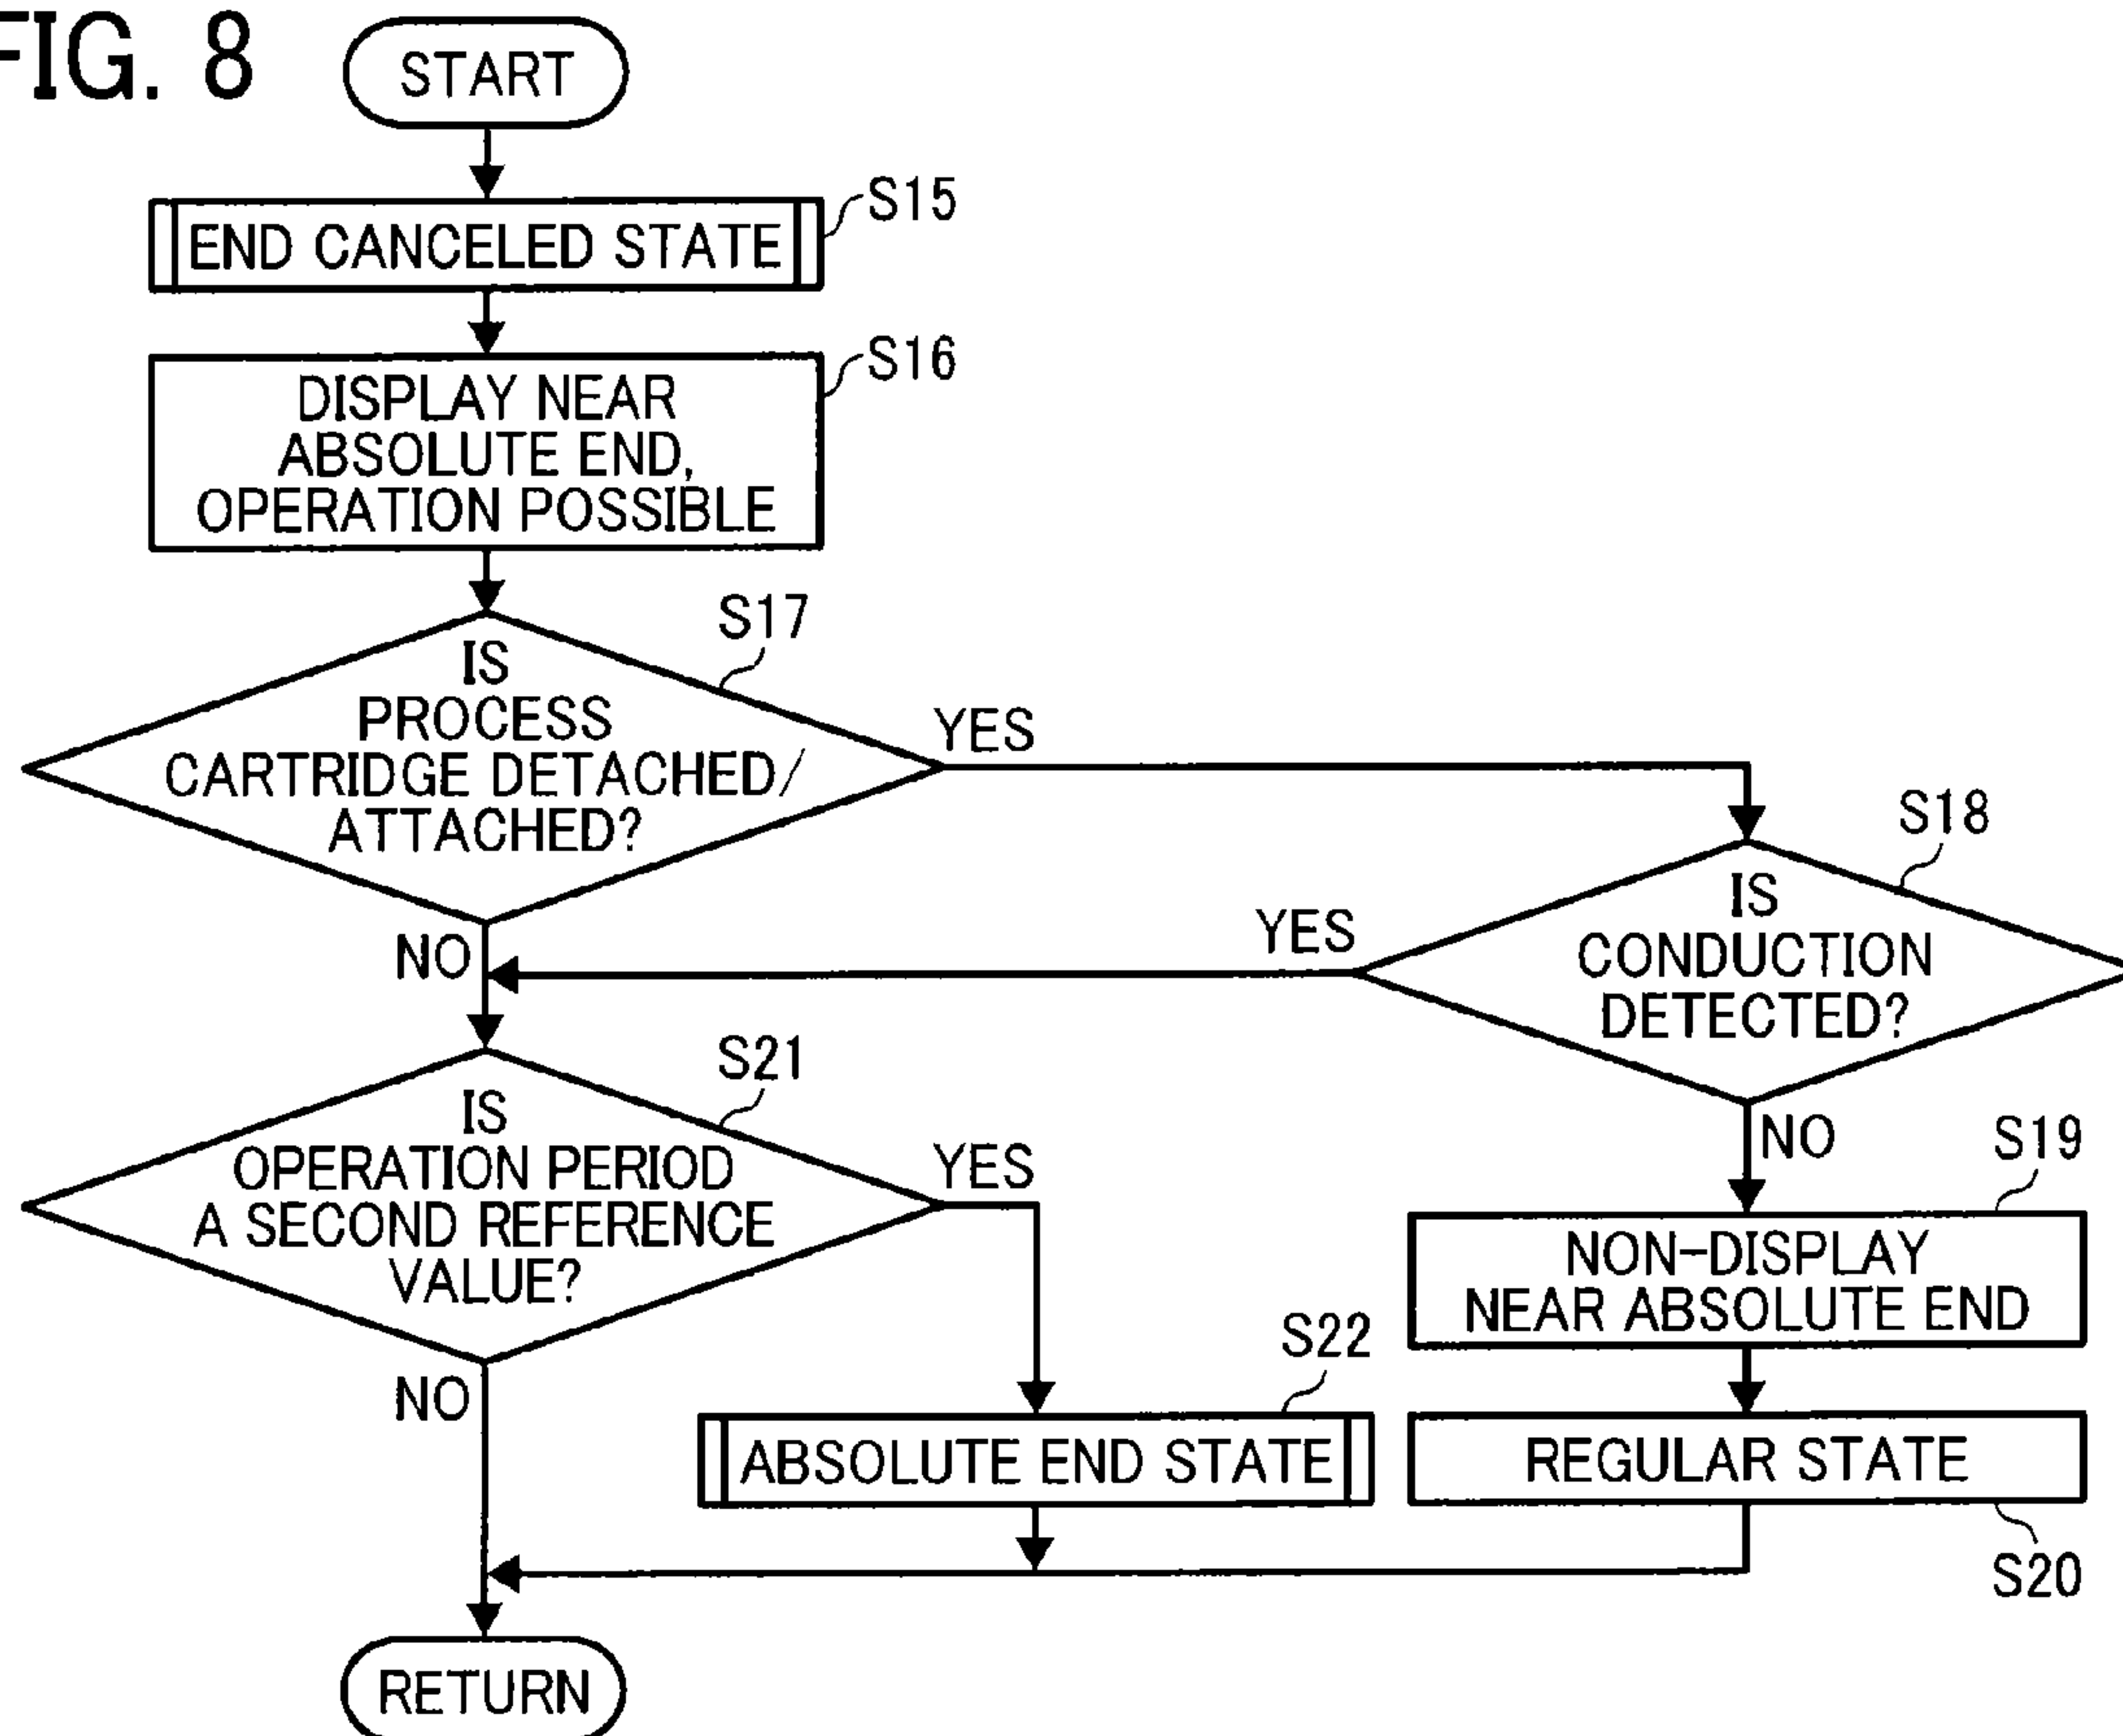 FIG. 8
START
END CANCELED STATE
S15
DISPLAY NEAR
ABSOLUTE END,
OPERATION POSSIBLE
S16
IS
PROCESS
CARTRIDGE DETACHED/
ATTACHED?
S17
YES
NO
IS
CONDUCTION
DETECTED?
S18
YES
NO
NON-DISPLAY
NEAR ABSOLUTE END
S19
REGULAR STATE
S20
IS
OPERATION PERIOD
A SECOND REFERENCE
VALUE?
S21
YES
NO
ABSOLUTE END STATE
S22
RETURN